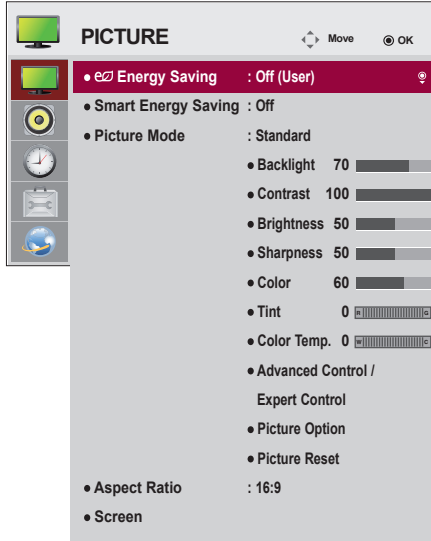 PICTURE
Move
OK
• Energy Saving : Off (User)
• Smart Energy Saving : Off
• Picture Mode : Standard
• Backlight 70
• Contrast 100
• Brightness 50
• Sharpness 50
• Color 60
• Tint 0 R G
• Color Temp. 0 W C
• Advanced Control /
Expert Control
• Picture Option
• Picture Reset
• Aspect Ratio : 16:9
• Screen